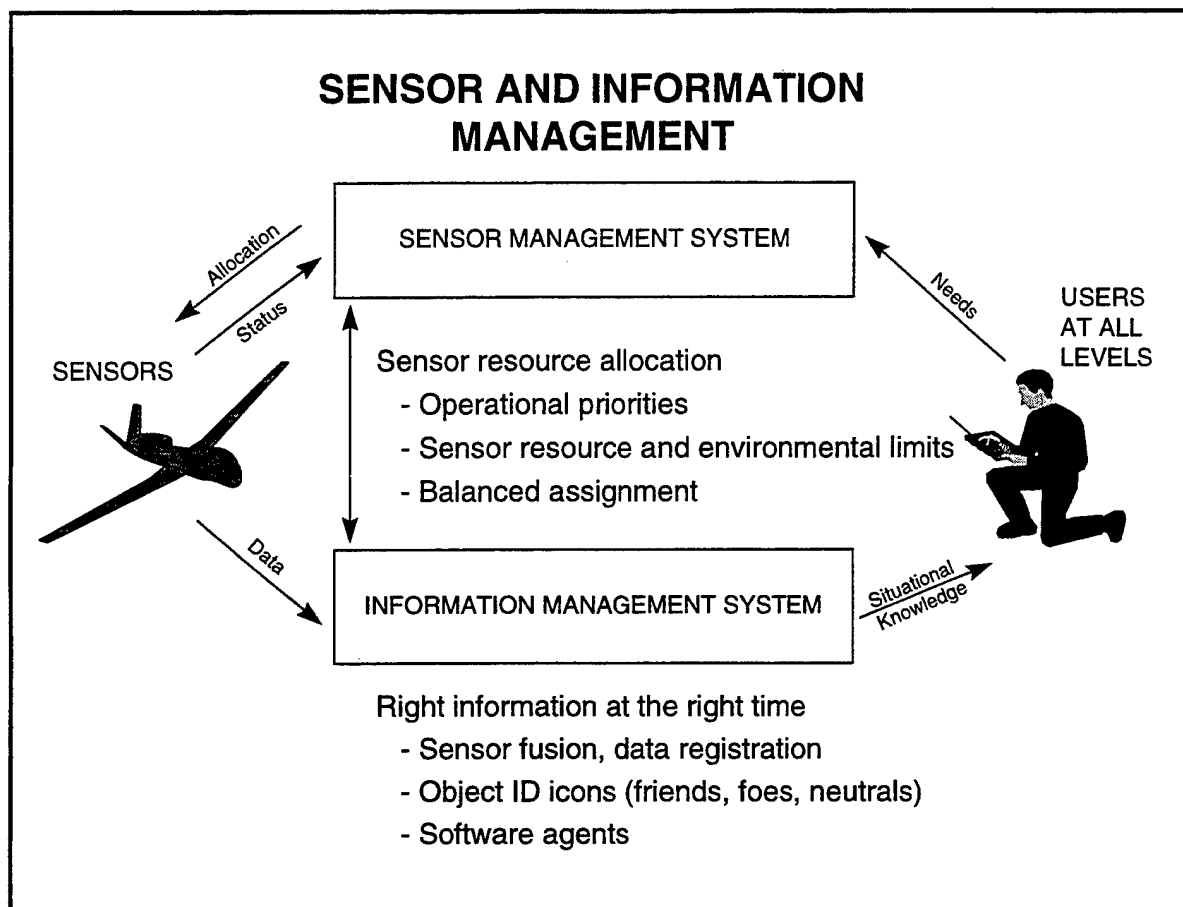 SENSOR AND INFORMATION
MANAGEMENT
SENSOR MANAGEMENT SYSTEM
Allocation
Status
Needs
SENSORS
USERS
AT ALL
LEVELS
Sensor resource allocation
- Operational priorities
- Sensor resource and environmental limits
- Balanced assignment
Data
INFORMATION MANAGEMENT SYSTEM
Situational
Knowledge
Right information at the right time
- Sensor fusion, data registration
- Object ID icons (friends, foes, neutrals)
- Software agents